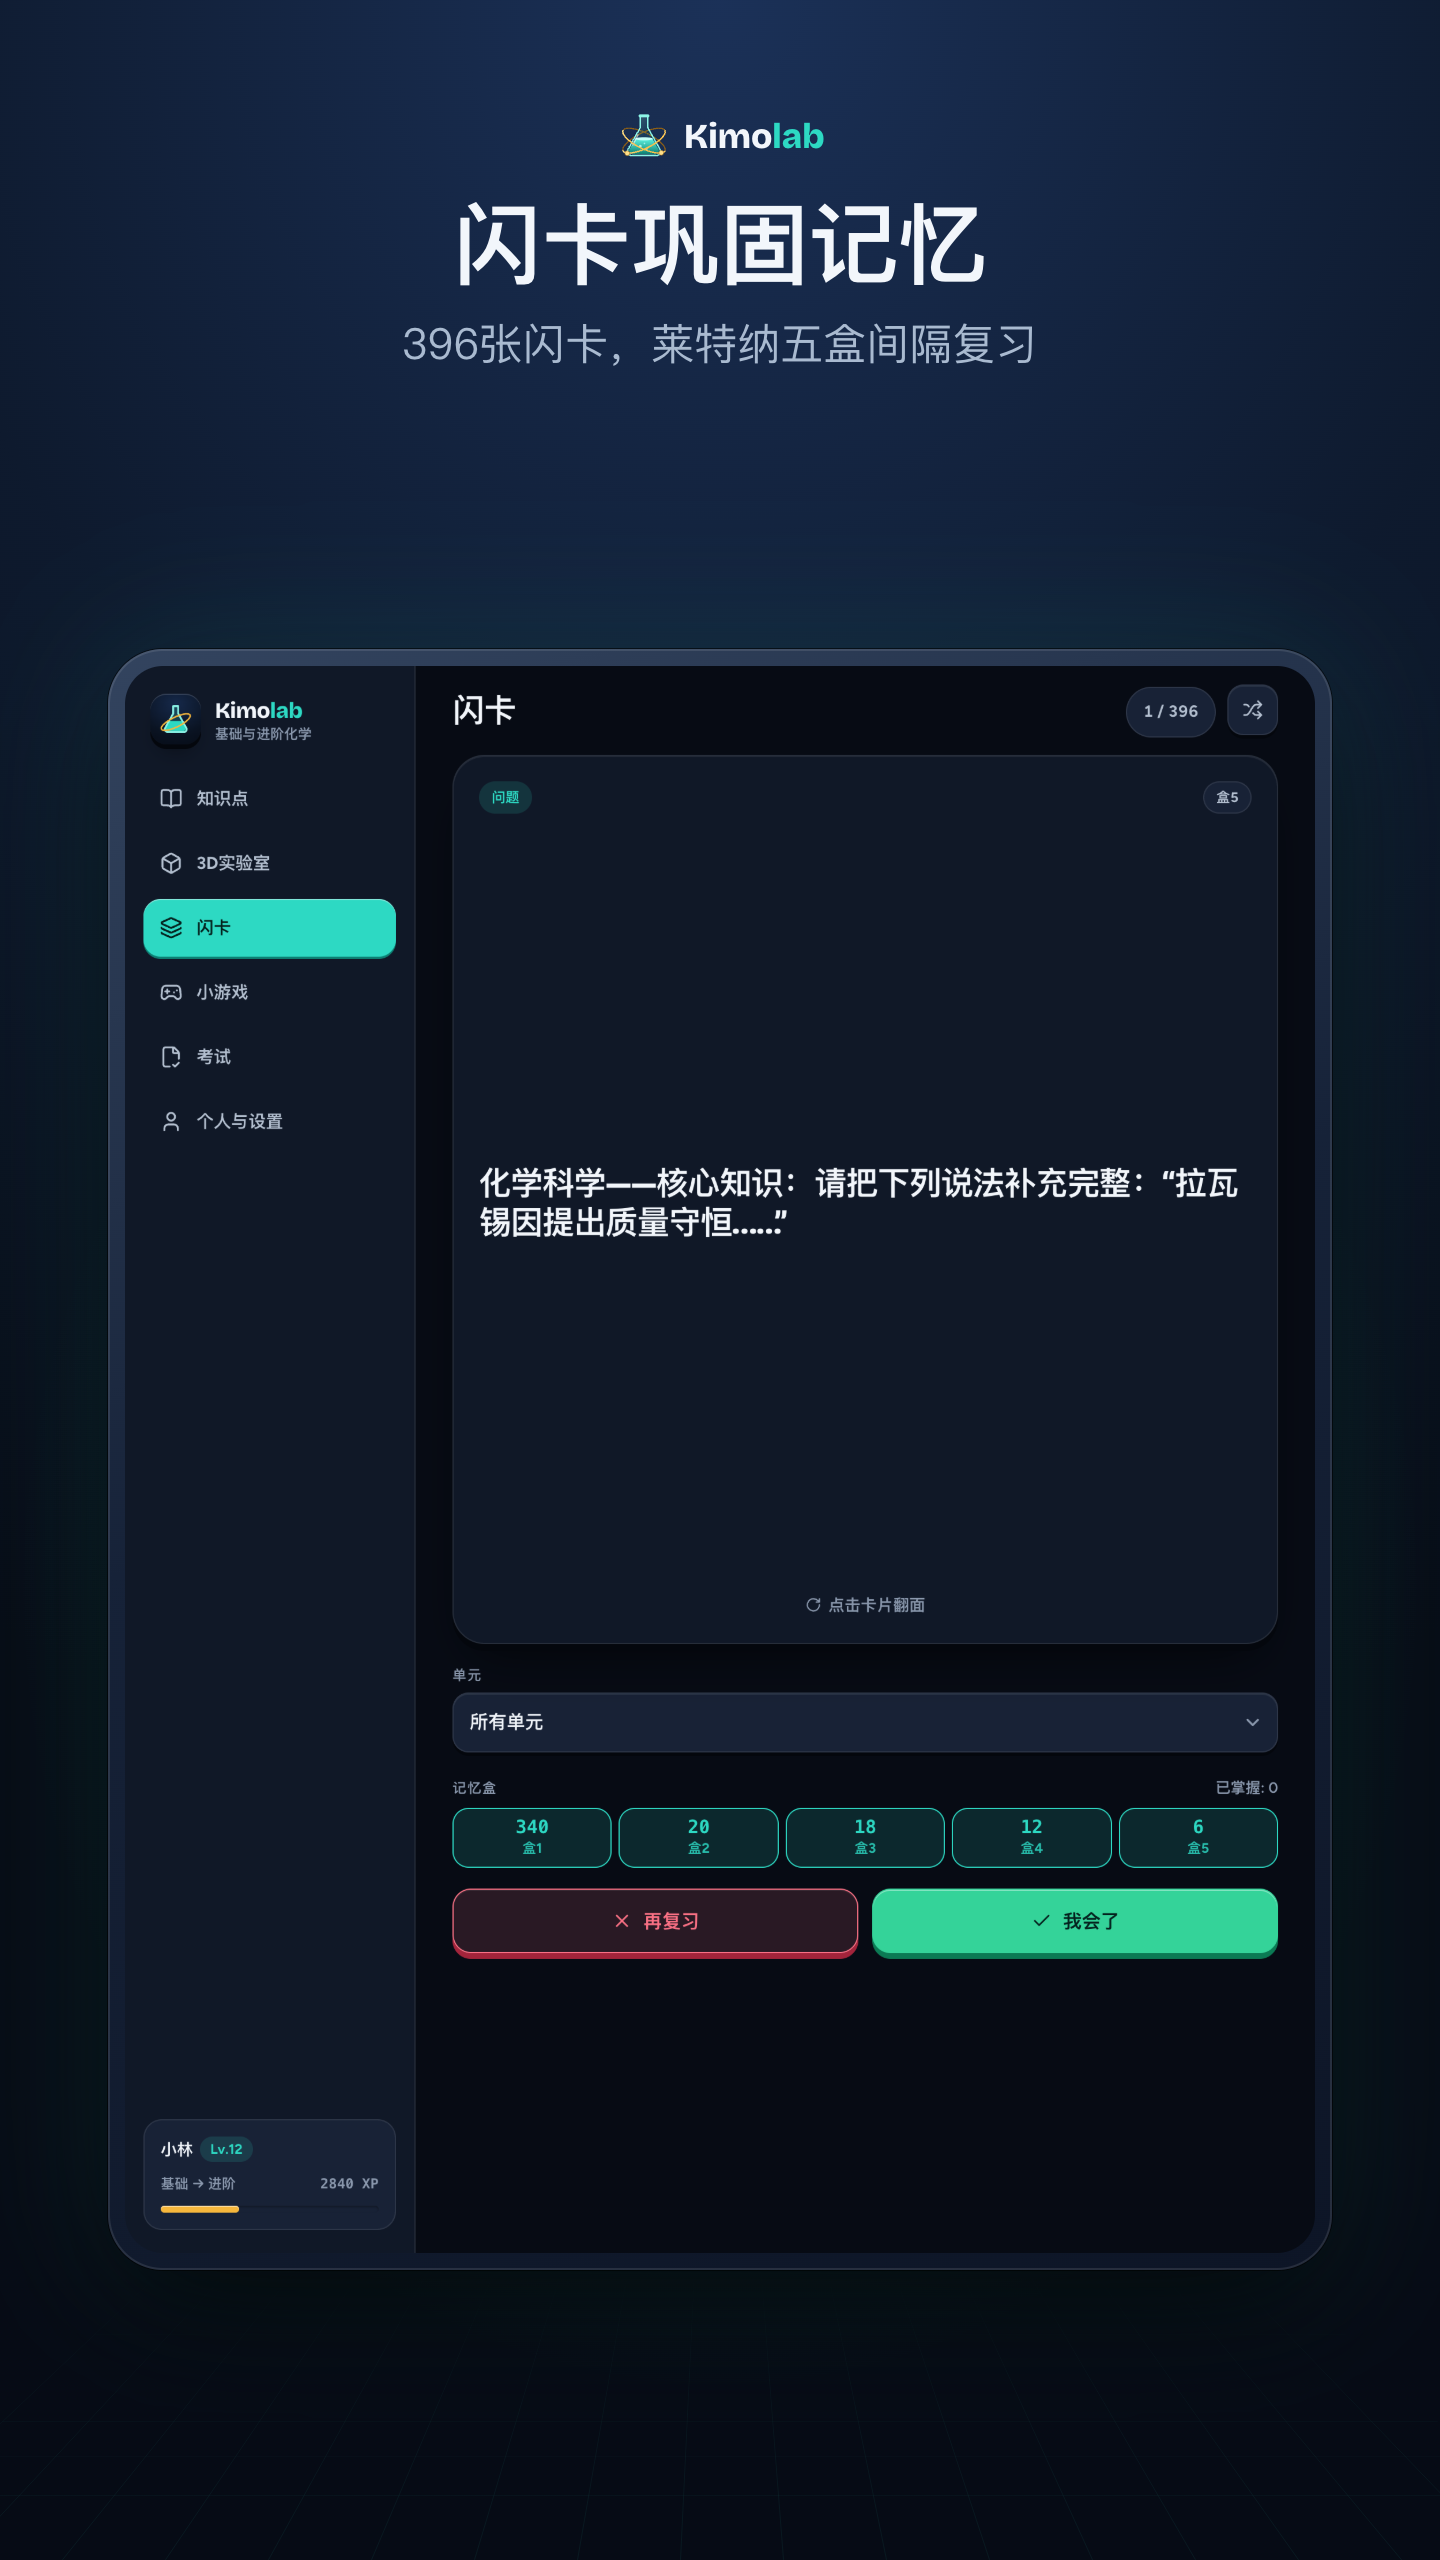 Kimolab
闪卡巩固记忆
396张闪卡，莱特纳五盒间隔复习
Kimolab
基础与进阶化学
知识点
3D实验室
闪卡
小游戏
考试
个人与设置
小林 Lv.12
基础 → 进阶 2840 XP
闪卡
1 / 396
问题
盒5
化学科学——核心知识：请把下列说法补充完整：“拉瓦
锡因提出质量守恒……”
点击卡片翻面
单元
所有单元
记忆盒
已掌握: 0
340
盒1
20
盒2
18
盒3
12
盒4
6
盒5
再复习
我会了